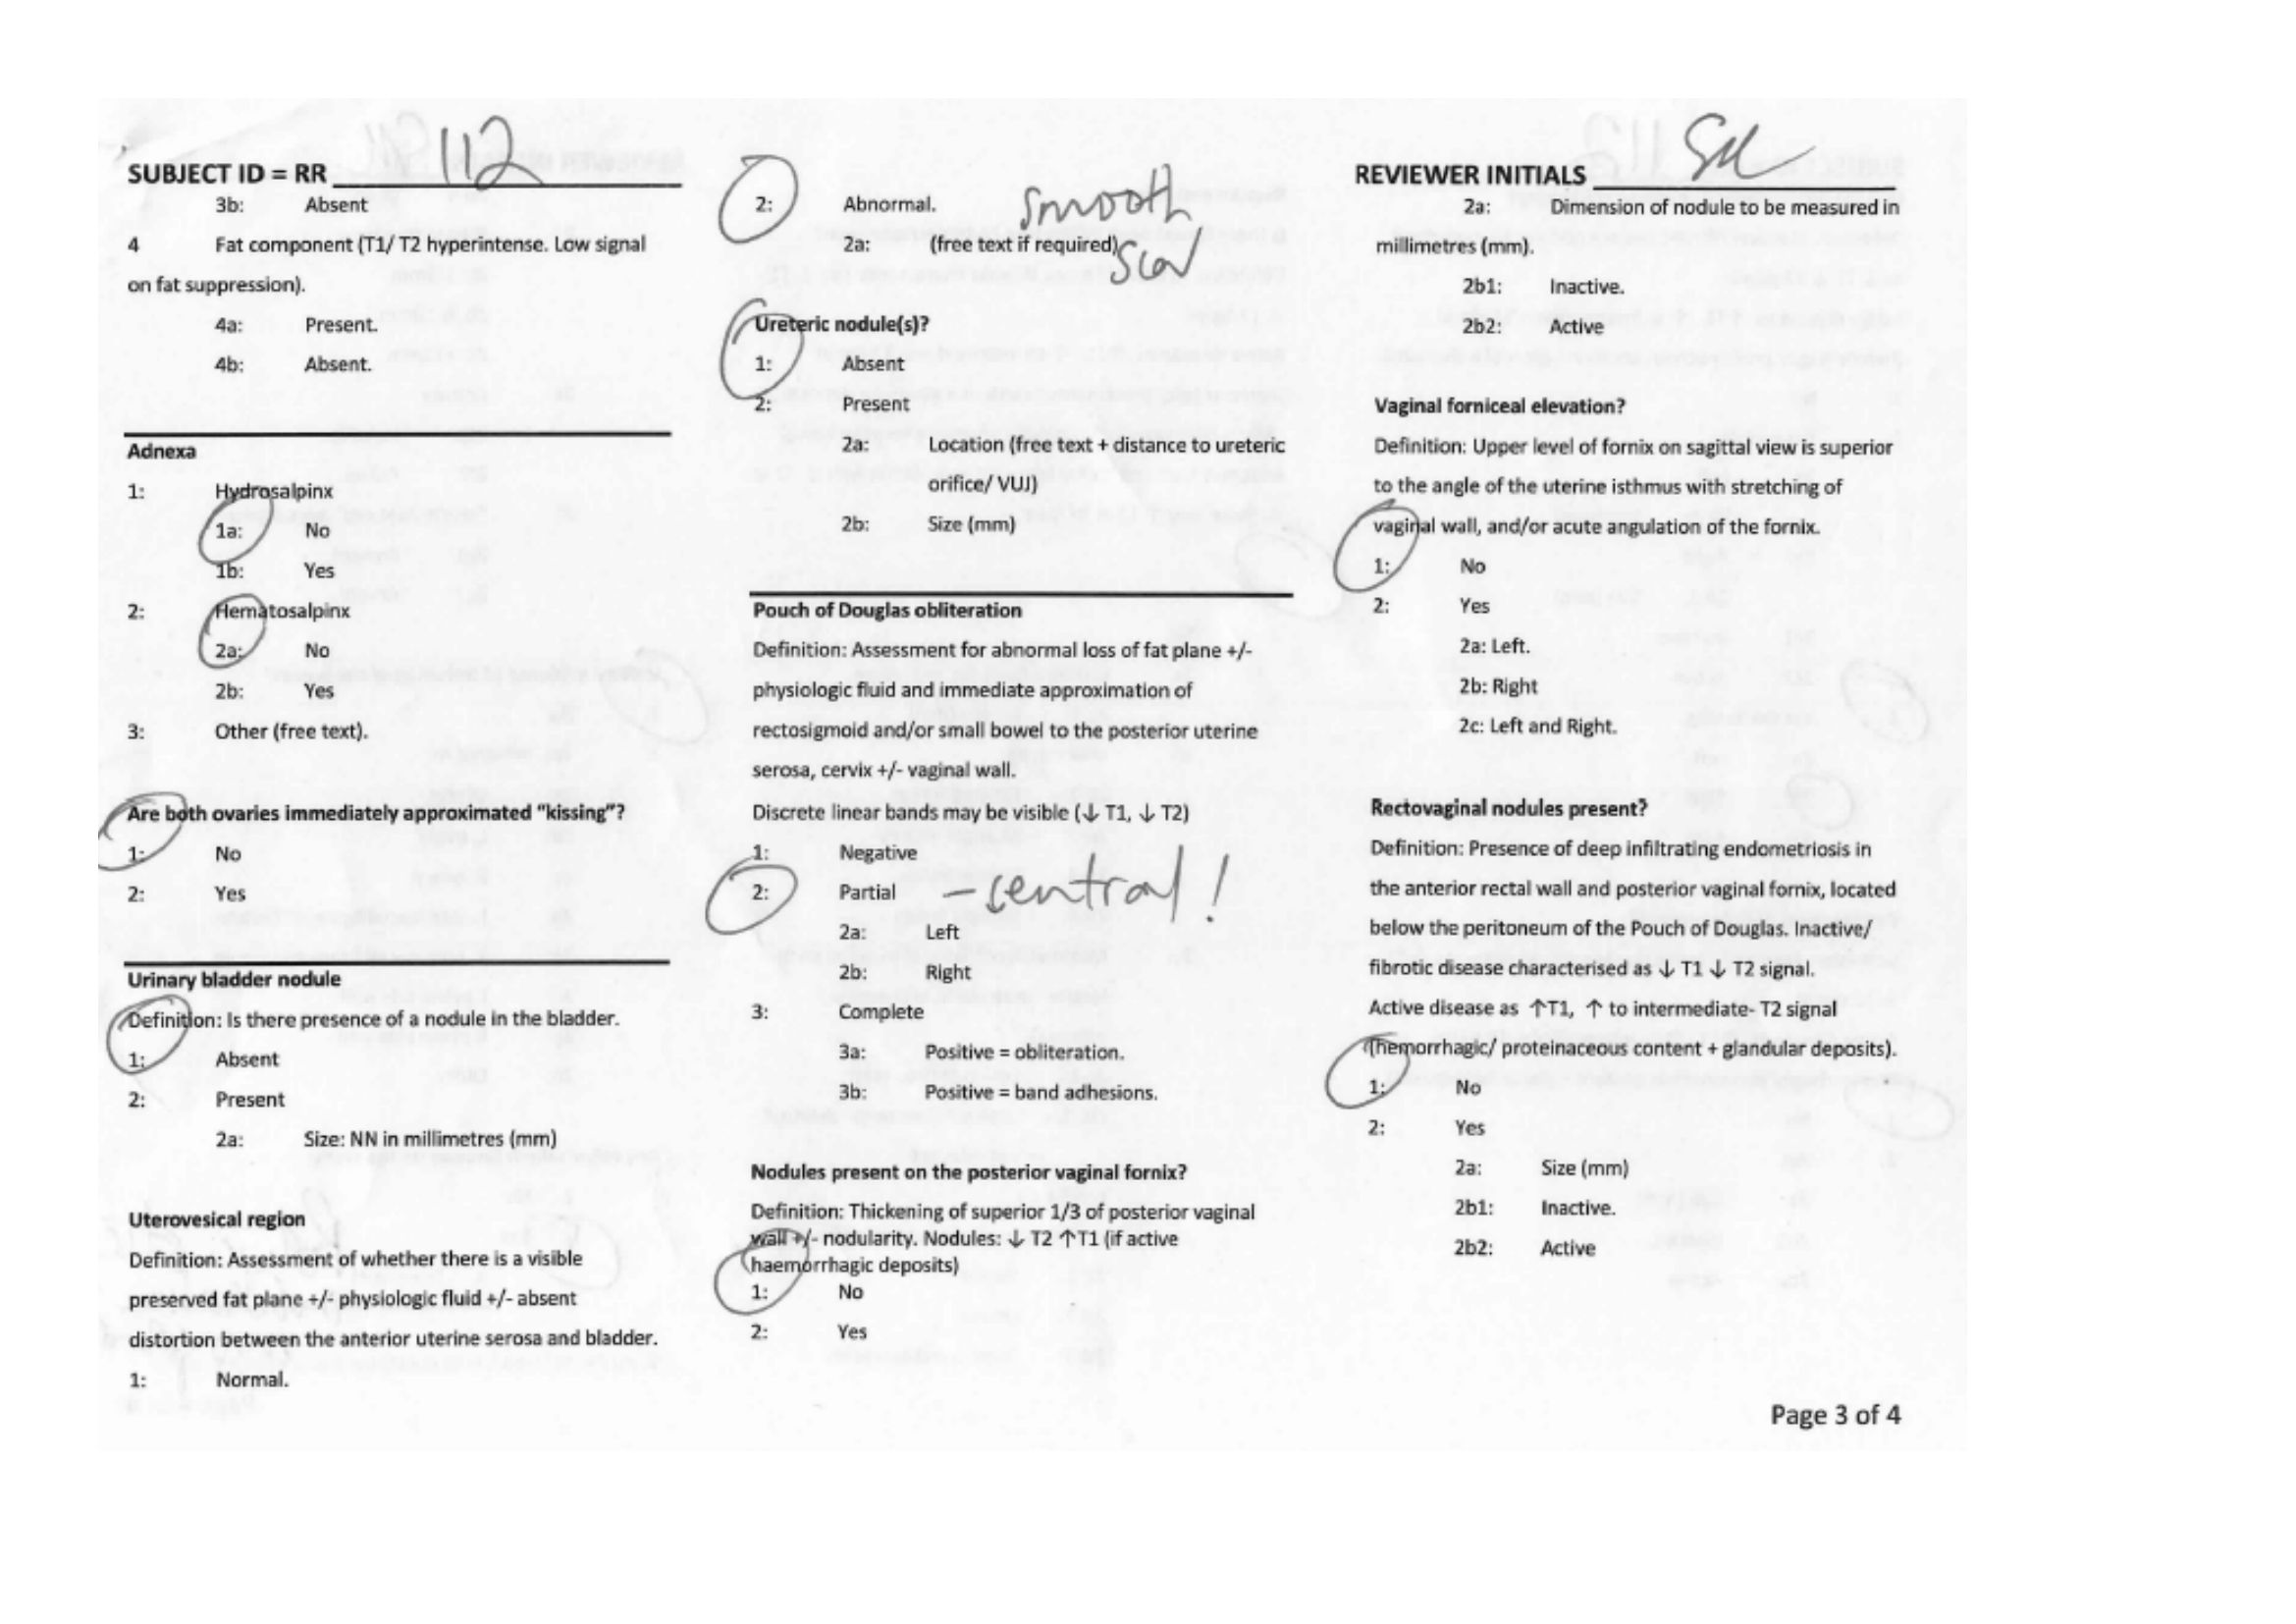 SUBJECT ID = RR 112
3b: Absent
4 Fat component (T1/ T2 hyperintense. Low signal
on fat suppression).
4a: Present.
4b: Absent.
Adnexa
1: Hydrosalpinx
1a: No
1b: Yes
2: Hematosalpinx
2a: No
2b: Yes
3: Other (free text).
Are both ovaries immediately approximated “kissing”?
1: No
2: Yes
Urinary bladder nodule
Definition: Is there presence of a nodule in the bladder.
1: Absent
2: Present
2a: Size: NN in millimetres (mm)
Uterovesical region
Definition: Assessment of whether there is a visible
preserved fat plane +/- physiologic fluid +/- absent
distortion between the anterior uterine serosa and bladder.
1: Normal.
2: Abnormal. smooth
2a: (free text if required) scar
Ureteric nodule(s)?
1: Absent
2: Present
2a: Location (free text + distance to ureteric
orifice/ VUJ)
2b: Size (mm)
Pouch of Douglas obliteration
Definition: Assessment for abnormal loss of fat plane +/-
physiologic fluid and immediate approximation of
rectosigmoid and/or small bowel to the posterior uterine
serosa, cervix +/- vaginal wall.
Discrete linear bands may be visible (↓ T1, ↓ T2)
1: Negative
2: Partial - central !
2a: Left
2b: Right
3: Complete
3a: Positive = obliteration.
3b: Positive = band adhesions.
Nodules present on the posterior vaginal fornix?
Definition: Thickening of superior 1/3 of posterior vaginal
wall +/- nodularity. Nodules: ↓ T2 ↑T1 (if active
haemorrhagic deposits)
1: No
2: Yes
REVIEWER INITIALS
2a: Dimension of nodule to be measured in
millimetres (mm).
2b1: Inactive.
2b2: Active
Vaginal forniceal elevation?
Definition: Upper level of fornix on sagittal view is superior
to the angle of the uterine isthmus with stretching of
vaginal wall, and/or acute angulation of the fornix.
1: No
2: Yes
2a: Left.
2b: Right
2c: Left and Right.
Rectovaginal nodules present?
Definition: Presence of deep infiltrating endometriosis in
the anterior rectal wall and posterior vaginal fornix, located
below the peritoneum of the Pouch of Douglas. Inactive/
fibrotic disease characterised as ↓ T1 ↓ T2 signal.
Active disease as ↑T1, ↑ to intermediate- T2 signal
(hemorrhagic/ proteinaceous content + glandular deposits).
1: No
2: Yes
2a: Size (mm)
2b1: Inactive.
2b2: Active
Page 3 of 4